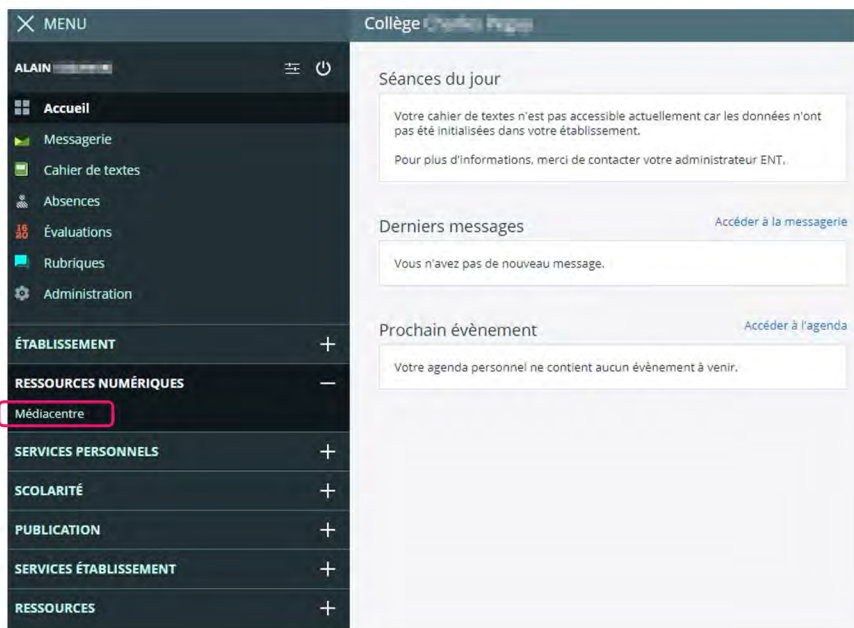 MENU
ALAIN
Accueil
Messagerie
Cahier de textes
Absences
Évaluations
Rubriques
Administration
ÉTABLISSEMENT
RESSOURCES NUMÉRIQUES
Médiacentre
SERVICES PERSONNELS
SCOLARITÉ
PUBLICATION
SERVICES ÉTABLISSEMENT
RESSOURCES
Collège
Séances du jour
Votre cahier de textes n'est pas accessible actuellement car les données n'ont
pas été initialisées dans votre établissement.
Pour plus d'informations, merci de contacter votre administrateur ENT.
Derniers messages
Accéder à la messagerie
Vous n'avez pas de nouveau message.
Prochain évènement
Accéder à l'agenda
Votre agenda personnel ne contient aucun évènement à venir.